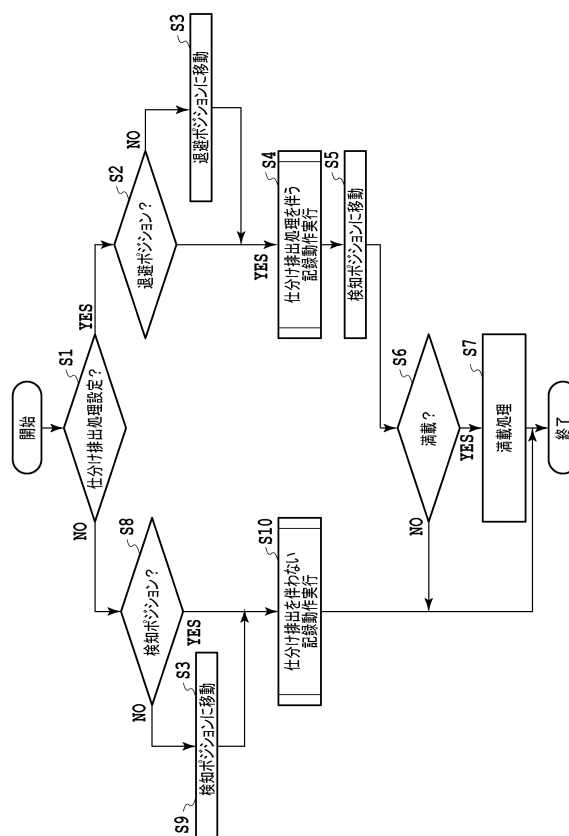 開始
S1
仕分け排出処理設定？
YES
NO
S2
退避ポジション？
NO
S3
退避ポジションに移動
YES
S4
仕分け排出処理を伴う
記録動作実行
S5
検知ポジションに移動
S6
満載？
NO
YES
S7
満載処理
S8
検知ポジション？
NO
YES
S9
S3
検知ポジションに移動
S10
仕分け排出を伴わない
記録動作実行
終了